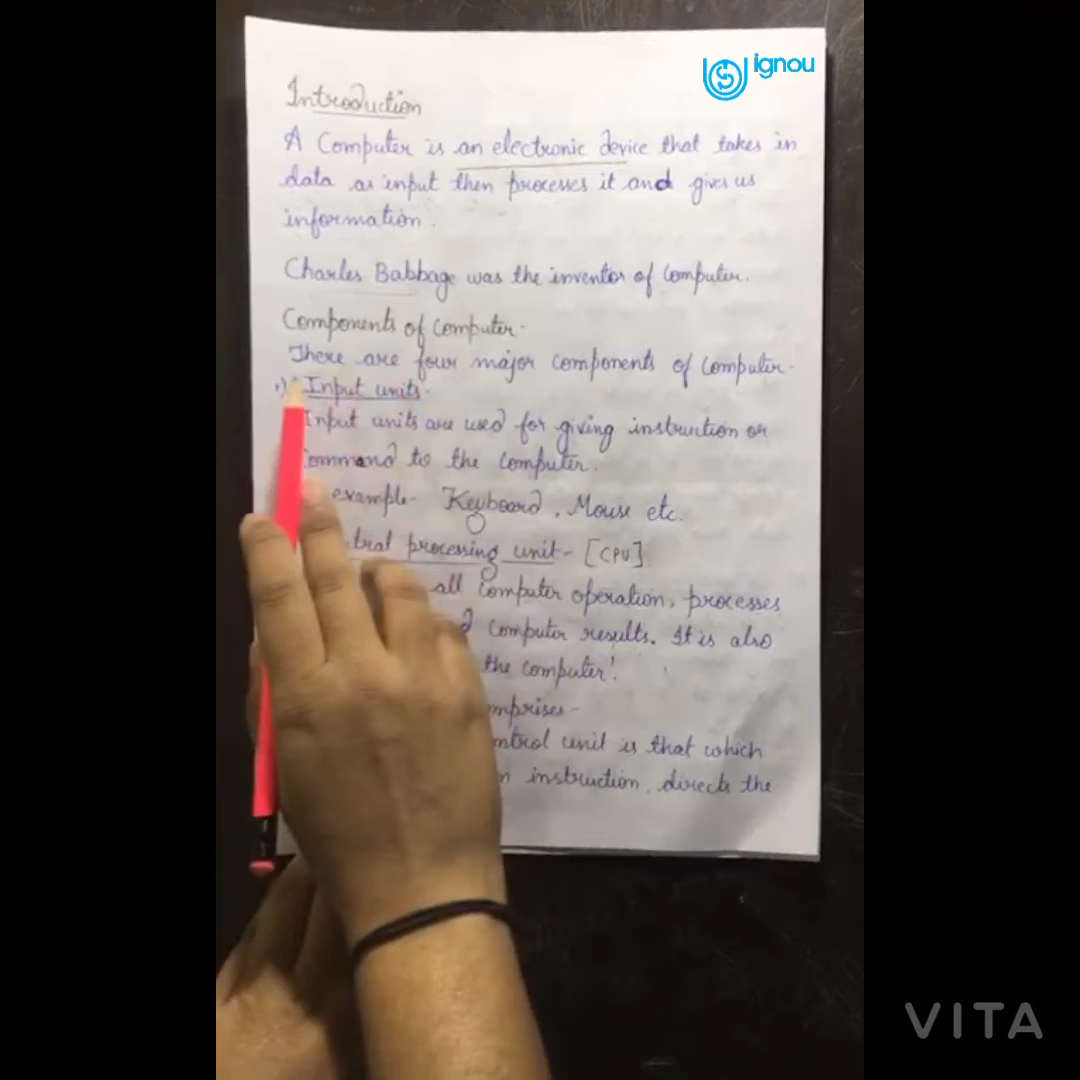 ignou
Introduction
A Computer is an electronic device that takes in
data as input then processes it and gives us
information.
Charles Babbage was the inventor of computer.
Components of computer-
There are four major components of computer-
1) Input units-
Input units are used for giving instruction or
command to the computer.
example- Keyboard, Mouse etc.
tral processing unit- [CPU]
all computer operation, processes
d computer results. It is also
the computer'.
mprises-
ntrol unit is that which
n instruction, directs the
VITA